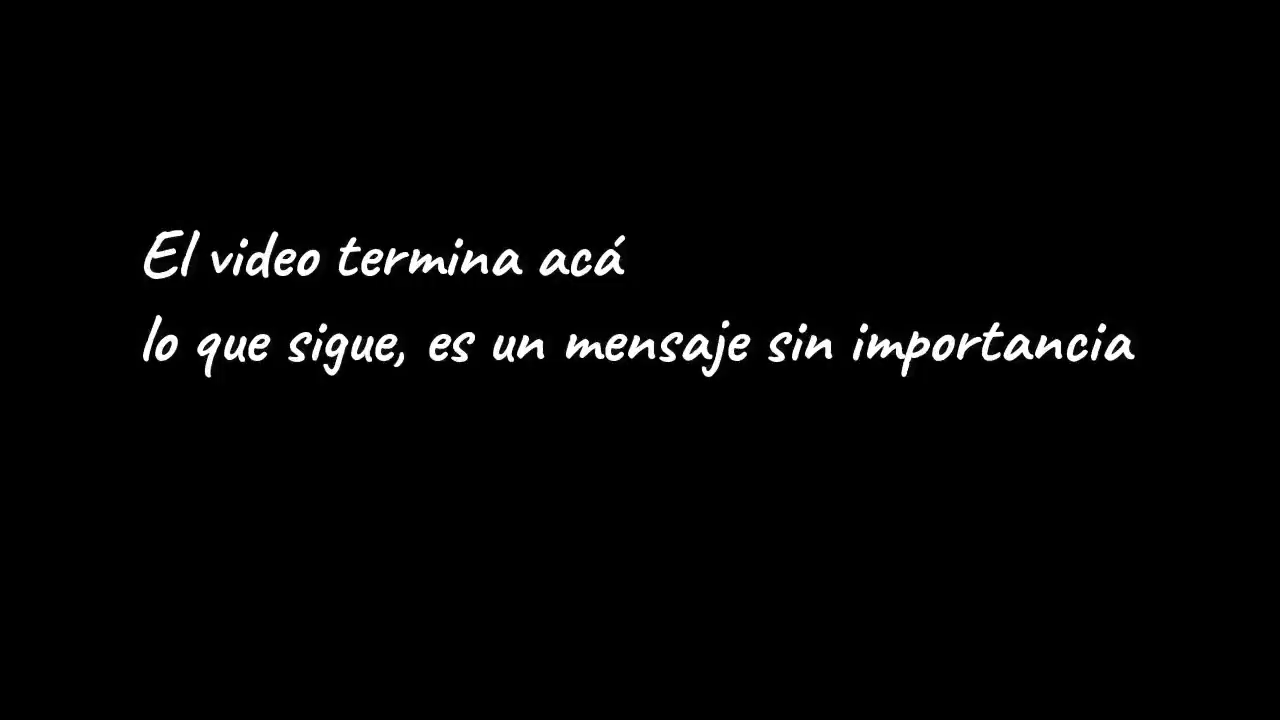 El video termina acá
lo que sigue, es un mensaje sin importancia